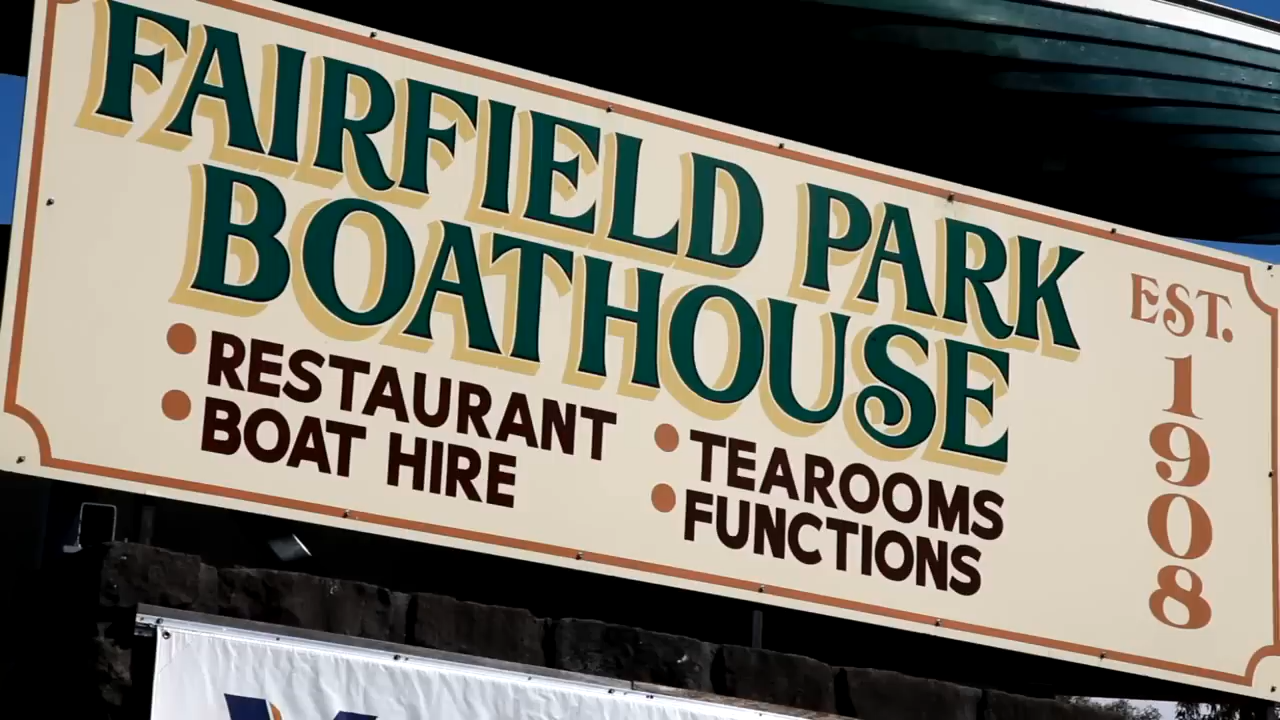 FAIRFIELD PARK
BOATHOUSE
EST.
1908
RESTAURANT
BOAT HIRE
TEAROOMS
FUNCTIONS